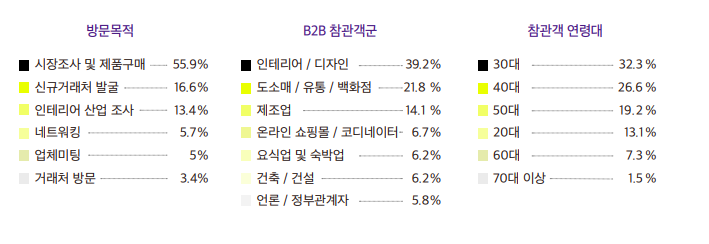 방문목적
시장조사 및 제품구매 55.9%
신규거래처 발굴 16.6%
인테리어 산업 조사 13.4%
네트워킹 5.7%
업체미팅 5%
거래처 방문 3.4%
B2B 참관객군
인테리어 / 디자인 39.2%
도소매 / 유통 / 백화점 21.8 %
제조업 14.1 %
온라인 쇼핑몰 / 코디네이터 6.7%
요식업 및 숙박업 6.2%
건축 / 건설 6.2%
언론 / 정부관계자 5.8%
참관객 연령대
30대 32.3 %
40대 26.6 %
50대 19.2 %
20대 13.1 %
60대 7.3 %
70대 이상 1.5 %